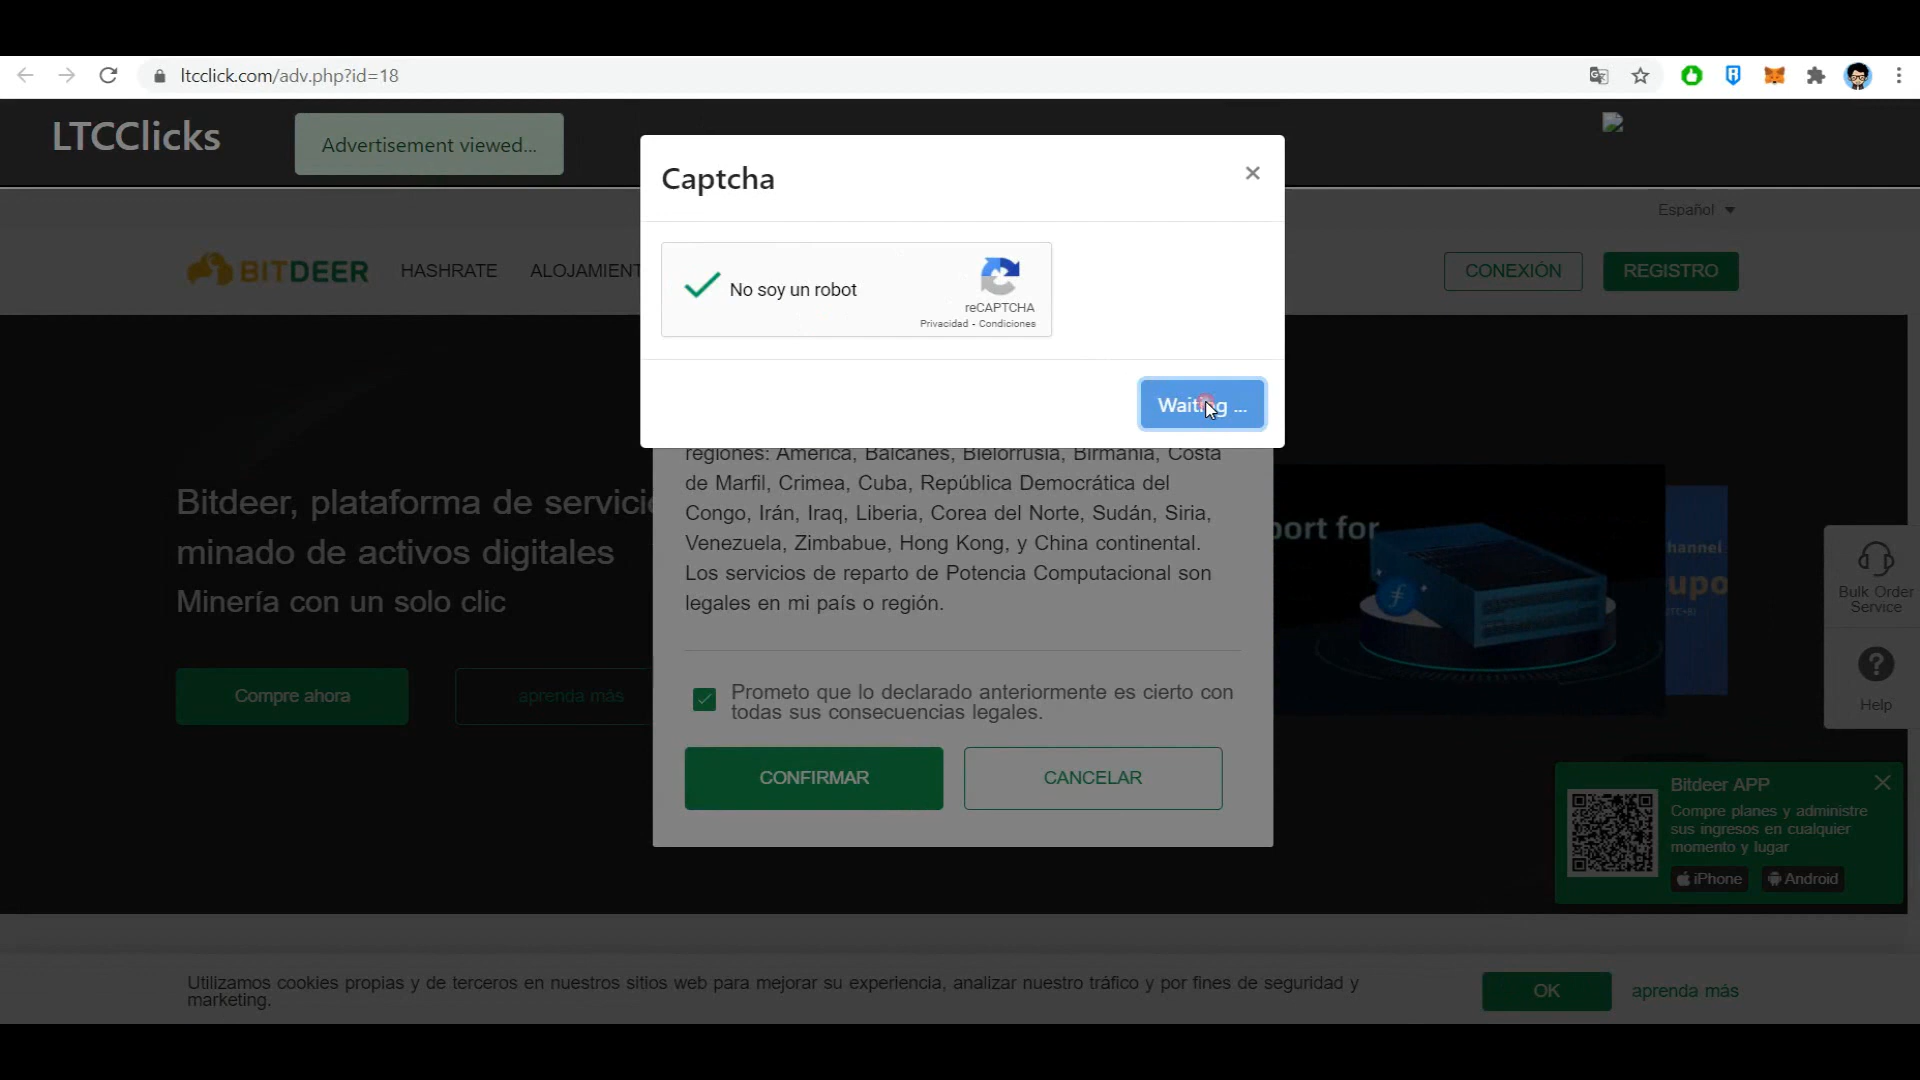 ltcclick.com/adv.php?id=18
LTCClicks
Advertisement viewed...
Captcha
No soy un robot
reCAPTCHA
Privacidad - Condiciones
Waiting ...
Español
BITDEER
HASHRATE
ALOJAMIENT
CONEXIÓN
REGISTRO
Bitdeer, plataforma de servici
minado de activos digitales
Minería con un solo clic
Compre ahora
aprenda más
regiones: América, Balcanes, Bielorrusia, Birmania, Costa
de Marfil, Crimea, Cuba, República Democrática del
Congo, Irán, Iraq, Liberia, Corea del Norte, Sudán, Siria,
Venezuela, Zimbabue, Hong Kong, y China continental.
Los servicios de reparto de Potencia Computacional son
legales en mi país o región.
Prometo que lo declarado anteriormente es cierto con
todas sus consecuencias legales.
CONFIRMAR
CANCELAR
port for
hannel
upo
Bulk Order
Service
Help
Bitdeer APP
Compre planes y administre
sus ingresos en cualquier
momento y lugar
iPhone
Android
Utilizamos cookies propias y de terceros en nuestros sitios web para mejorar su experiencia, analizar nuestro tráfico y por fines de seguridad y
marketing.
OK
aprenda más